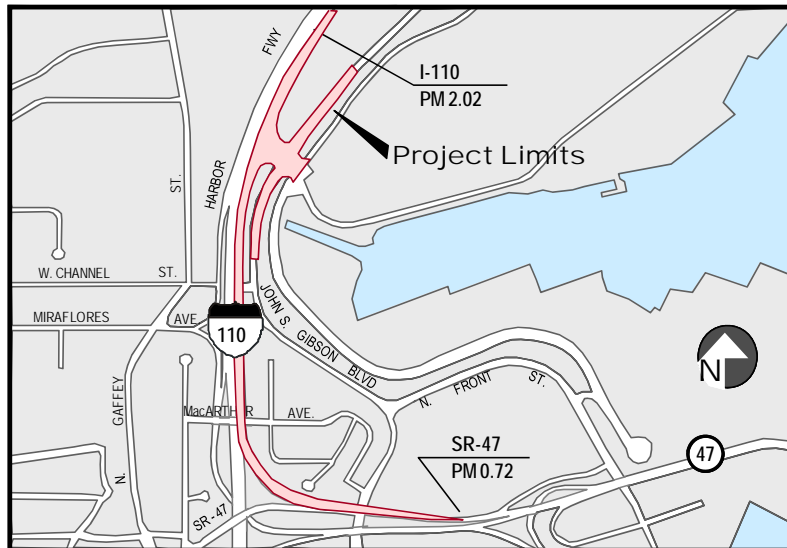 FWY
I-110
PM 2.02
Project Limits
ST.
HARBOR
W. CHANNEL ST.
MIRAFLORES AVE.
110
JOHN S. GIBSON BLVD
N. FRONT ST.
N
N. GAFFEY
MacARTHER AVE.
SR-47
PM 0.72
47
SR-47